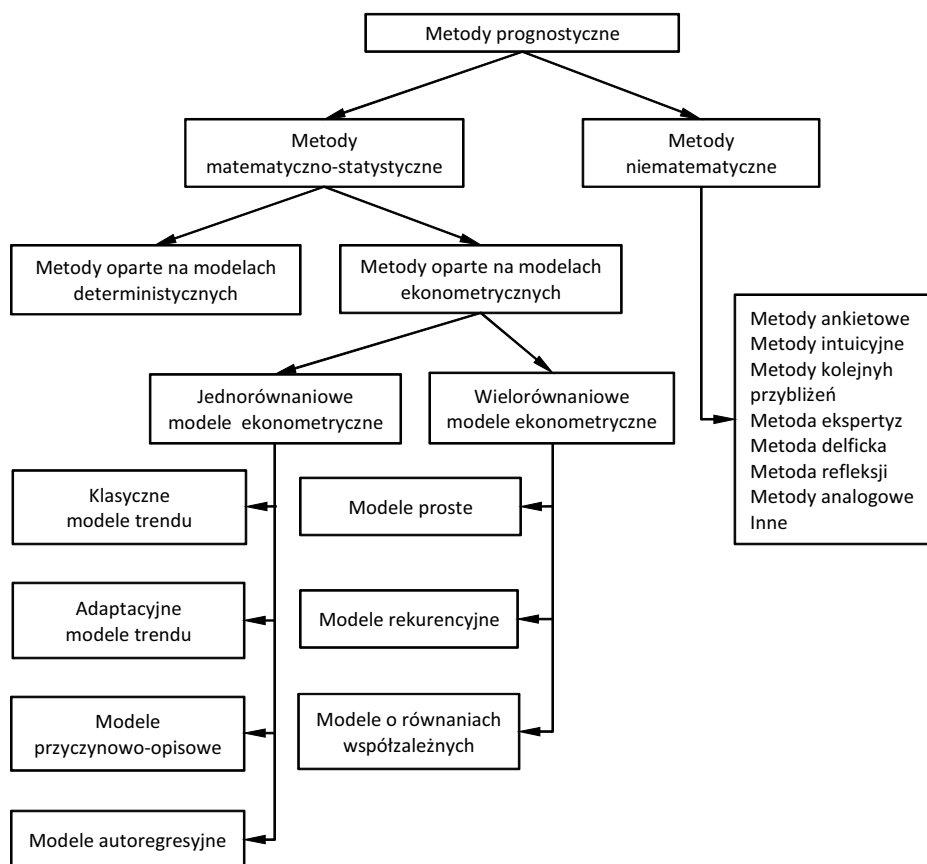 Metody prognostyczne
Metody
matematyczno-statystyczne
Metody
niematematyczne
Metody oparte na modelach
deterministycznych
Metody oparte na modelach
ekonometrycznych
Metody ankietowe
Metody intuicyjne
Metody kolejnyh
przybliżeń
Metoda ekspertyz
Metoda delficka
Metoda refleksji
Metody analogowe
Inne
Jednorównaniowe
modele ekonometryczne
Wielorównaniowe
modele ekonometryczne
Klasyczne
modele trendu
Modele proste
Adaptacyjne
modele trendu
Modele rekurencyjne
Modele
przyczynowo-opisowe
Modele o równaniach
współzależnych
Modele autoregresyjne